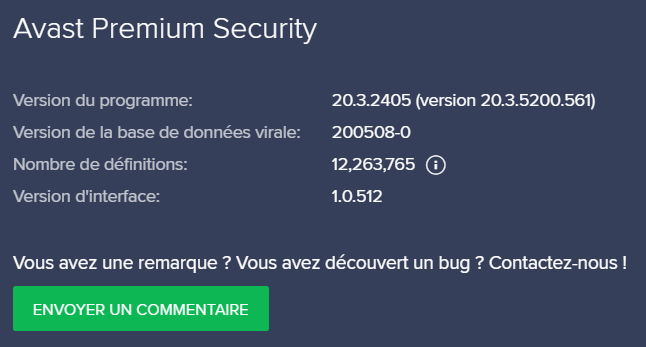 Avast Premium Security
Version du programme: 20.3.2405 (version 20.3.5200.561)
Version de la base de données virale: 200508-0
Nombre de définitions: 12,263,765
Version d'interface: 1.0.512
Vous avez une remarque ? Vous avez découvert un bug ? Contactez-nous !
ENVOYER UN COMMENTAIRE